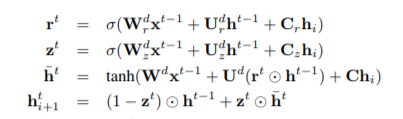 r^t = σ(W_r^d x^{t−1} + U_r^d h^{t−1} + C_r h_i)
z^t = σ(W_z^d x^{t−1} + U_z^d h^{t−1} + C_z h_i)
h̄^t = tanh(W^d x^{t−1} + U^d(r^t ⊙ h^{t−1}) + Ch_i)
h_{i+1}^t = (1 − z^t) ⊙ h^{t−1} + z^t ⊙ h̄^t